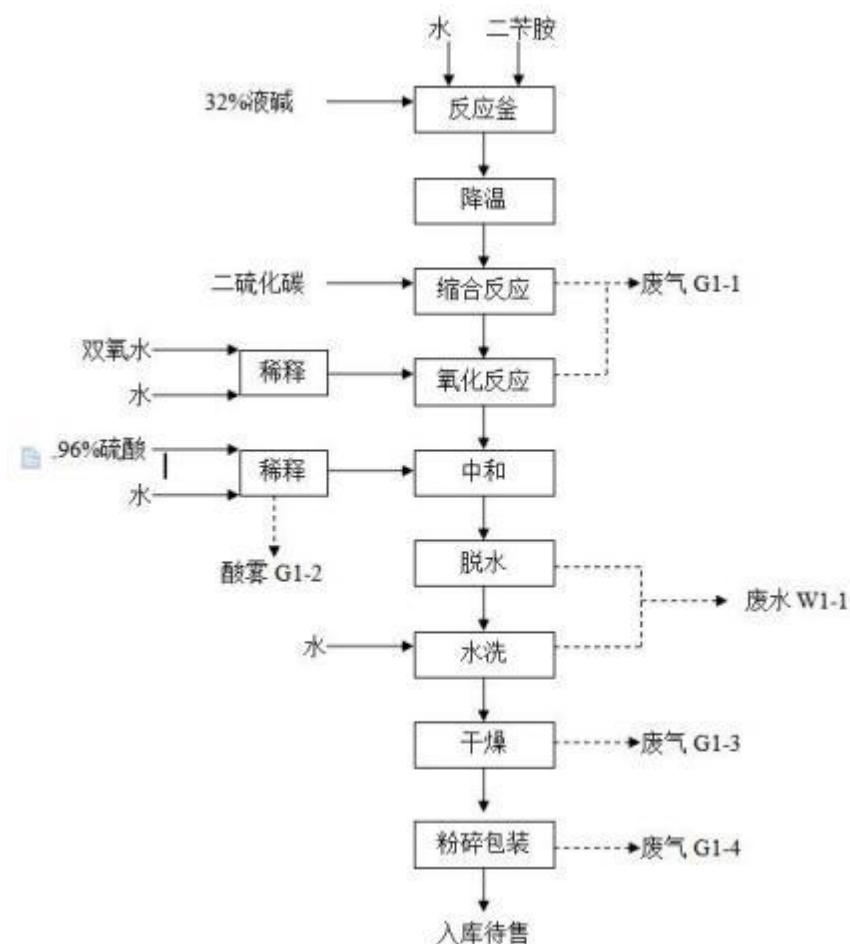 水 二苄胺
32%液碱
反应釜
降温
二硫化碳
缩合反应
废气 G1-1
双氧水
水
稀释
氧化反应
96%硫酸
水
稀释
中和
酸雾 G1-2
脱水
废水 W1-1
水
水洗
干燥
废气 G1-3
粉碎包装
废气 G1-4
入库待售